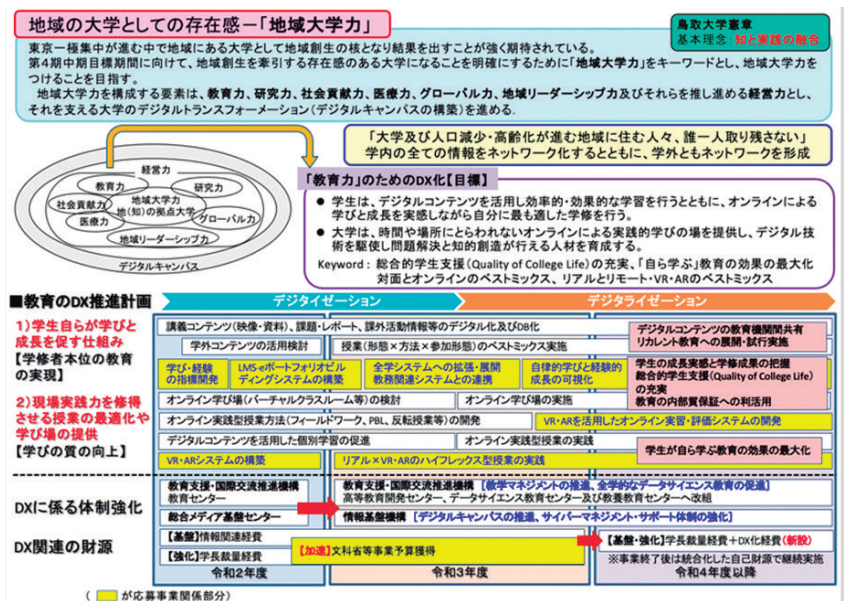 地域の大学としての存在感－「地域大学力」
鳥取大学憲章
基本理念：知と実践の融合
東京一極集中が進む中で地域にある大学として地域創生の核となり結果を出すことが強く期待されている。
第4期中期目標期間に向けて、地域創生を牽引する存在感のある大学になることを明確にするために「地域大学力」をキーワードとし、地域大学力を
つけることを目指す。
地域大学力を構成する要素は、教育力、研究力、社会貢献力、医療力、グローバル力、地域リーダーシップ力及びそれらを推し進める経営力とし、
それを支える大学のデジタルトランスフォーメーション（デジタルキャンパスの構築）を進める.
「大学及び人口減少・高齢化が進む地域に住む人々、誰一人取り残さない」
学内の全ての情報をネットワーク化するとともに、学外ともネットワークを形成
経営力
教育力
研究力
社会貢献力
地域大学力
地（知）の拠点大学
医療力
グローバル力
地域リーダーシップ力
デジタルキャンパス
「教育力」のためのDX化【目標】
● 学生は、デジタルコンテンツを活用し効率的・効果的な学習を行うとともに、オンラインによる
学びと成長を実感しながら自分に最も適した学修を行う。
● 大学は、時間や場所にとらわれないオンラインによる実践的学びの場を提供し、デジタル技
術を駆使し問題解決と知的創造が行える人材を育成する。
Keyword： 総合的学生支援（Quality of College Life）の充実、「自ら学ぶ」教育の効果の最大化
対面とオンラインのベストミックス、リアルとリモート・VR・ARのベストミックス
■教育のDX推進計画
デジタイゼーション
デジタライゼーション
1）学生自らが学びと
成長を促す仕組み
【学修者本位の教育
の実現】
講義コンテンツ（映像・資料）、課題・レポート、課外活動情報等のデジタル化及びDB化
学外コンテンツの活用検討
授業（形態×方法×参加形態）のベストミックス実施
デジタルコンテンツの教育機関間共有
リカレント教育への展開・試行実施
学び・経験
の指標開発
LMS-eポートフォリオビル
ディングシステムの構築
全学システムへの拡張・展開
教務関連システムとの連携
自律的学びと経験的
成長の可視化
学生の成長実感と学修成果の把握
総合的学生支援（Quality of College Life）
の充実
教育の内部質保証への利活用
2）現場実践力を修得
させる授業の最適化や
学び場の提供
【学びの質の向上】
オンライン学び場（バーチャルクラスルーム等）の検討
オンライン学び場の実施
オンライン実践型授業方法（フィールドワーク、PBL、反転授業等）の開発
VR・ARを活用したオンライン実習・評価システムの開発
デジタルコンテンツを活用した個別学習の促進
オンライン実践型授業の実践
学生が自ら学ぶ教育の効果の最大化
VR・ARシステムの構築
リアル×VR・ARのハイフレックス型授業の実践
DXに係る体制強化
教育支援・国際交流推進機構
教育センター
教育支援・国際交流推進機構 【教学マネジメントの推進、全学的なデータサイエンス教育の促進】
高等教育開発センター、データサイエンス教育センター及び教養教育センターへ改組
総合メディア基盤センター
情報基盤機構 【デジタルキャンパスの推進、サイバーマネジメント・サポート体制の強化】
DX関連の財源
【基盤】情報関連経費
【強化】学長裁量経費
【加速】文科省等事業予算獲得
【基盤・強化】学長裁量経費＋DX化経費（新設）
※事業終了後は統合化した自己財源で継続実施
令和2年度
令和3年度
令和4年度以降
（ が応募事業関係部分）